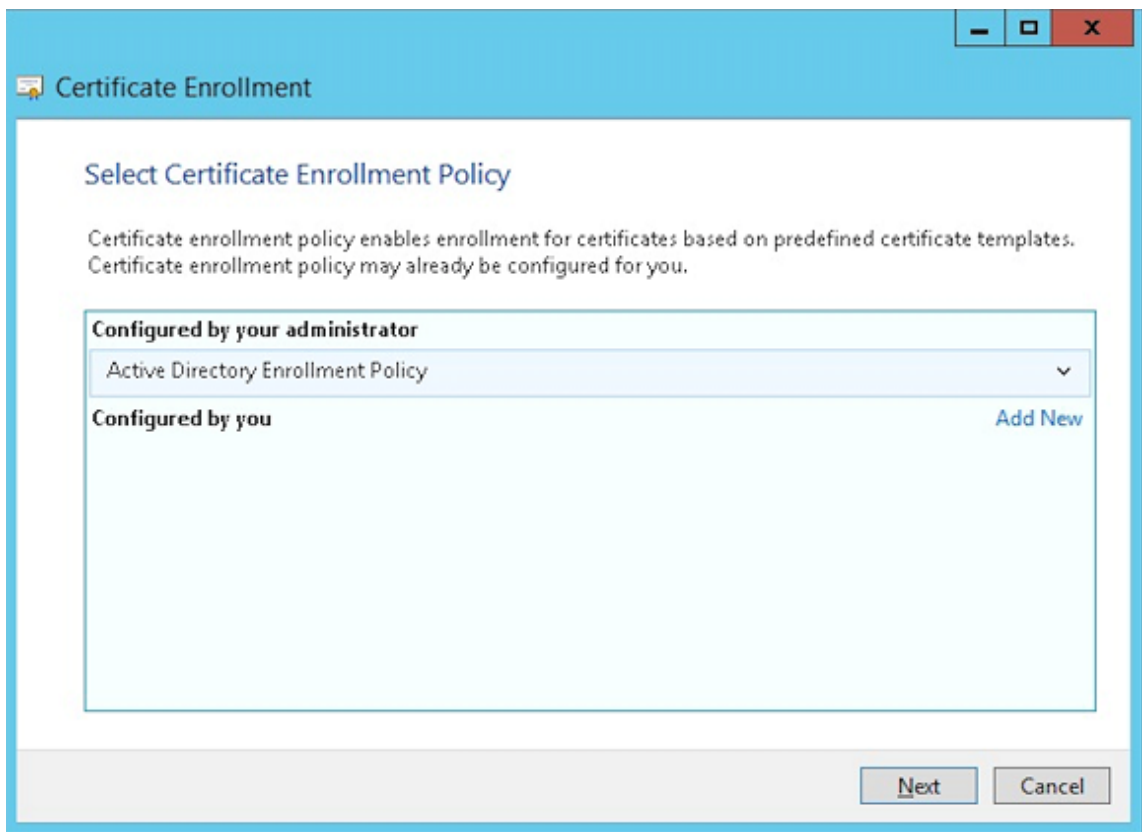 Certificate Enrollment
Select Certificate Enrollment Policy
Certificate enrollment policy enables enrollment for certificates based on predefined certificate templates.
Certificate enrollment policy may already be configured for you.
Configured by your administrator
Active Directory Enrollment Policy
Configured by you Add New
Next Cancel